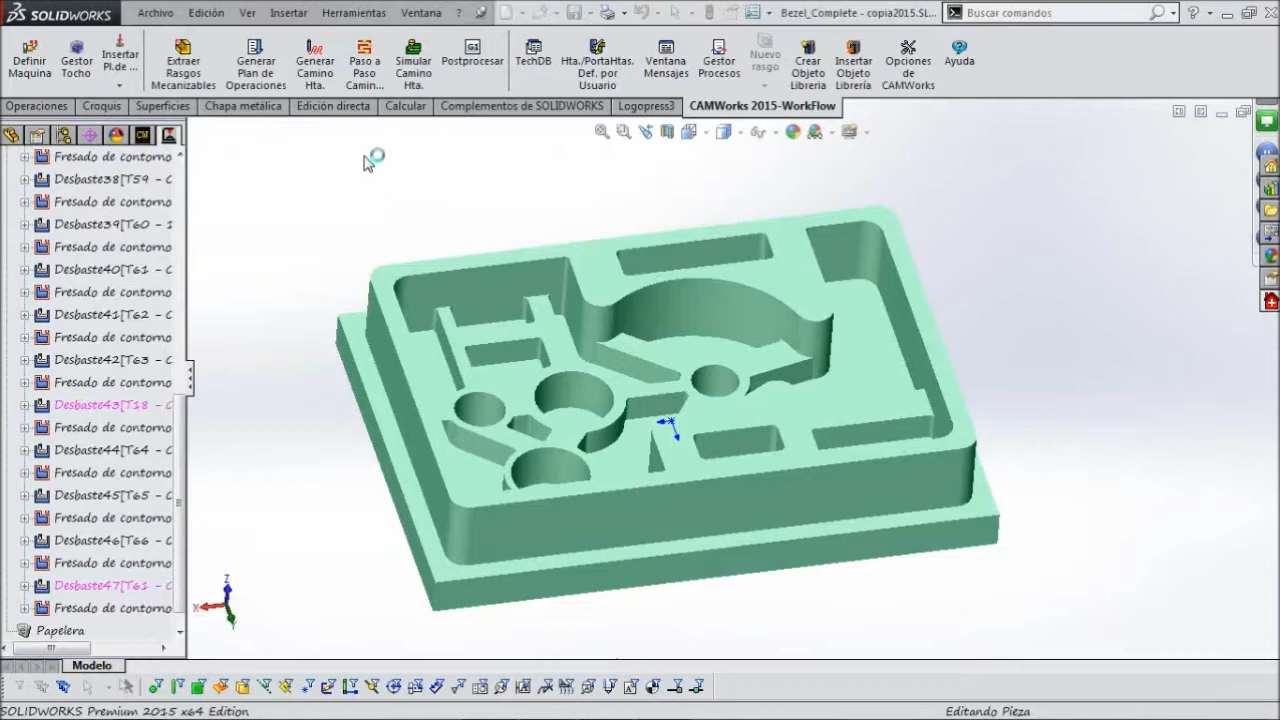 SOLIDWORKS Archivo Edición Ver Insertar Herramientas Ventana ? Bezel_Complete - copia2015.SL... Buscar comandos
Definir Maquina
Gestor Tocho
Insertar Pl.de ...
Extraer Rasgos Mecanizables
Generar Plan de Operaciones
Generar Camino Hta.
Paso a Paso Camin...
Simular Camino Hta.
G1 Postprocesar
TechDB
Hta./PortaHtas. Def. por Usuario
Ventana Mensajes
Gestor Procesos
Nuevo rasgo
Crear Objeto Libreria
Insertar Objeto Librería
Opciones de CAMWorks
Ayuda
Operaciones Croquis Superficies Chapa metálica Edición directa Calcular Complementos de SOLIDWORKS Logopress3 CAMWorks 2015-WorkFlow
Fresado de contorno
Desbaste38[T59 - C
Fresado de contorno
Desbaste39[T60 - 1
Fresado de contorno
Desbaste40[T61 - C
Fresado de contorno
Desbaste41[T62 - C
Fresado de contorno
Desbaste42[T63 - C
Fresado de contorno
Desbaste43[T18 - C
Fresado de contorno
Desbaste44[T64 - C
Fresado de contorno
Desbaste45[T65 - C
Fresado de contorno
Desbaste46[T66 - C
Fresado de contorno
Desbaste47[T61 - C
Fresado de contorno
Papelera
Z
X
Y
Modelo
SOLIDWORKS Premium 2015 x64 Edition Editando Pieza